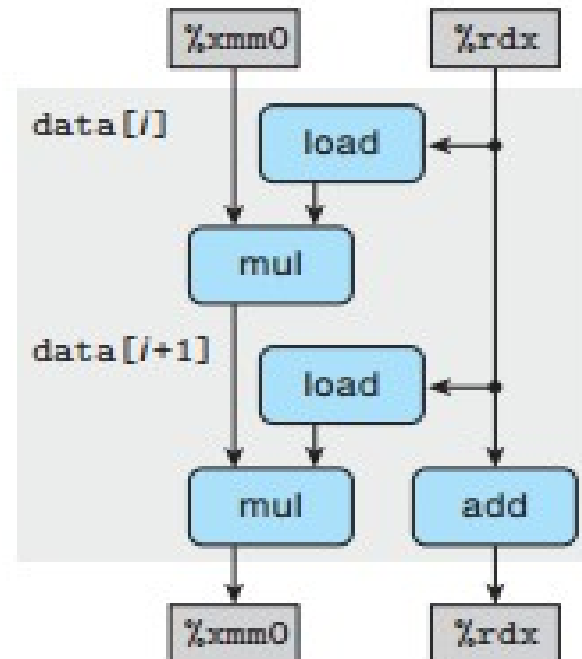 %xmm0 %rdx
data[i]
load
mul
data[i+1]
load
mul add
%xmm0 %rdx